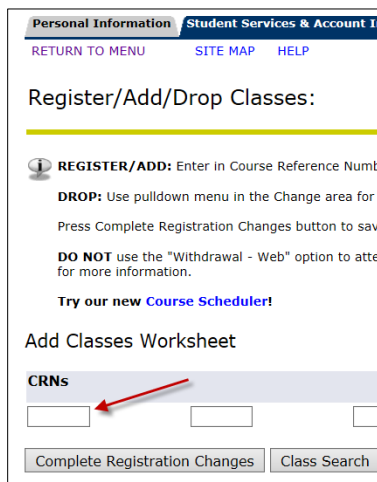 Personal Information Student Services & Account
RETURN TO MENU SITE MAP HELP
Register/Add/Drop Classes:
REGISTER/ADD: Enter in Course Reference
DROP: Use pulldown menu in the Change area for
Press Complete Registration Changes button to
DO NOT use the "Withdrawal - Web" option to
for more information.
Try our new Course Scheduler!
Add Classes Worksheet
CRNs
Complete Registration Changes Class Search